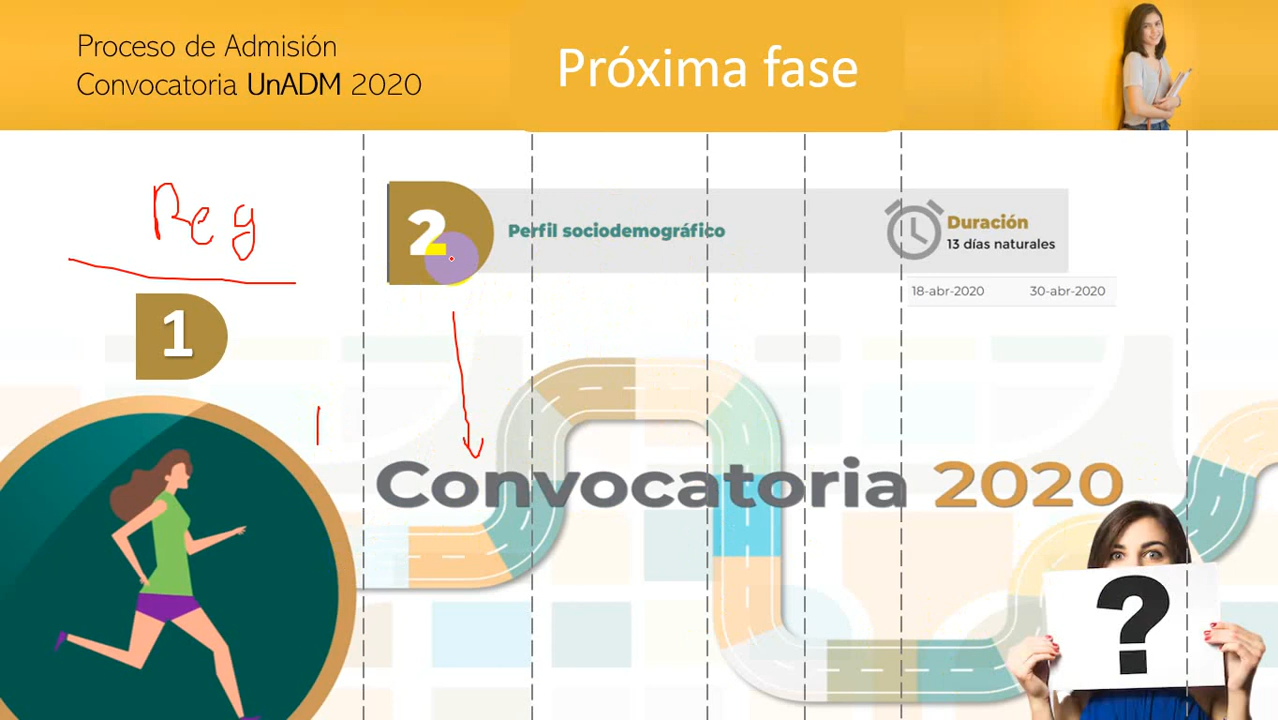 Proceso de Admisión
Convocatoria UnADM 2020
Próxima fase
Reg
1
2
Perfil sociodemográfico
Duración
13 días naturales
18-abr-2020 30-abr-2020
Convocatoria 2020
?